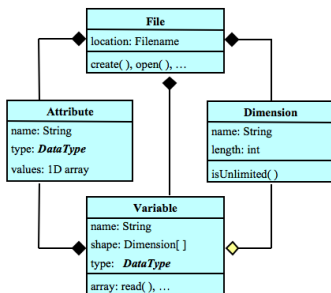 File
location: Filename
create( ), open( ), ...
Attribute
name: String
type: DataType
values: 1D array
Dimension
name: String
length: int
isUnlimited( )
Variable
name: String
shape: Dimension[ ]
type: DataType
array: read( ), ...